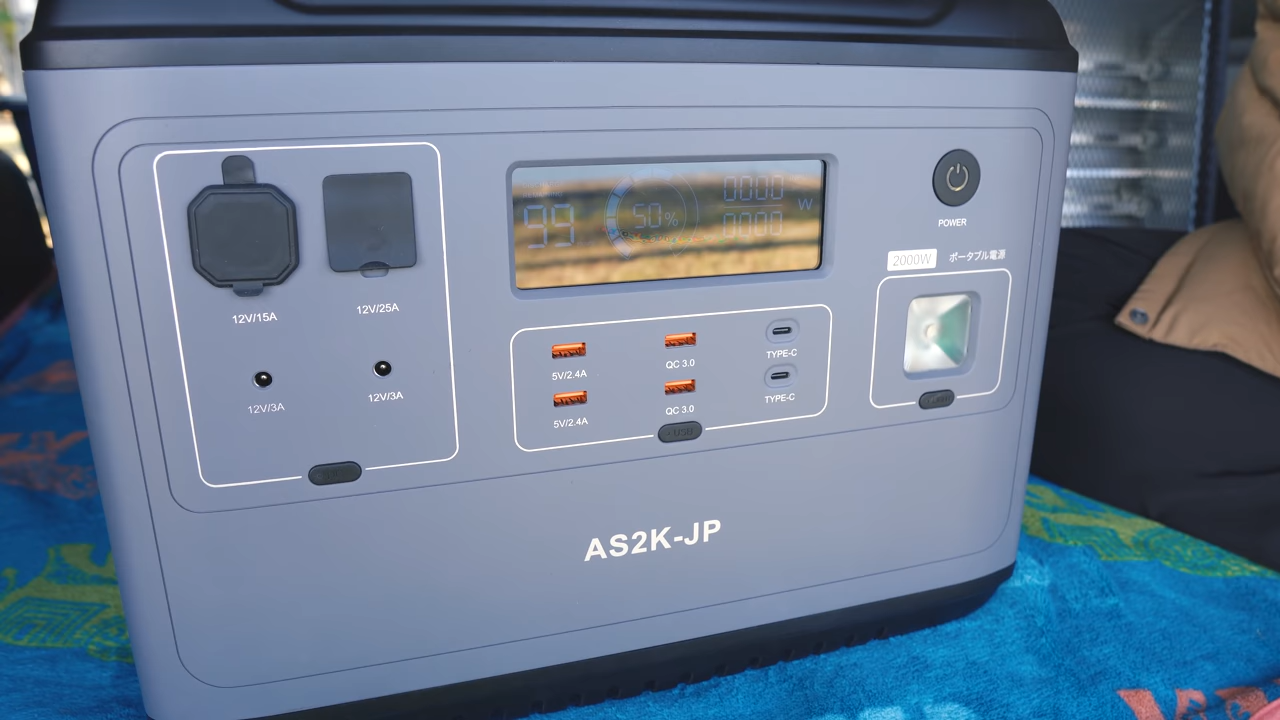 99
50%
0000
0000
W
POWER
2000W ポータブル電源
12V/15A
12V/25A
12V/3A
12V/3A
5V/2.4A
QC 3.0
TYPE-C
5V/2.4A
QC 3.0
TYPE-C
USB
AS2K-JP